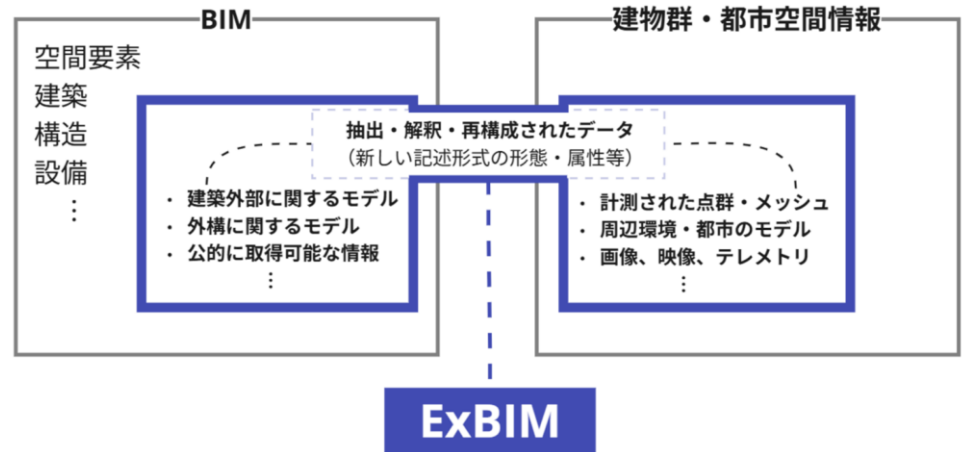 BIM
空間要素
建築
構造
設備
⋮
建物群・都市空間情報
抽出・解釈・再構成されたデータ
（新しい記述形式の形態・属性等）
・ 建築外部に関するモデル
・ 外構に関するモデル
・ 公的に取得可能な情報
⋮
・ 計測された点群・メッシュ
・ 周辺環境・都市のモデル
・ 画像、映像、テレメトリ
⋮
ExBIM